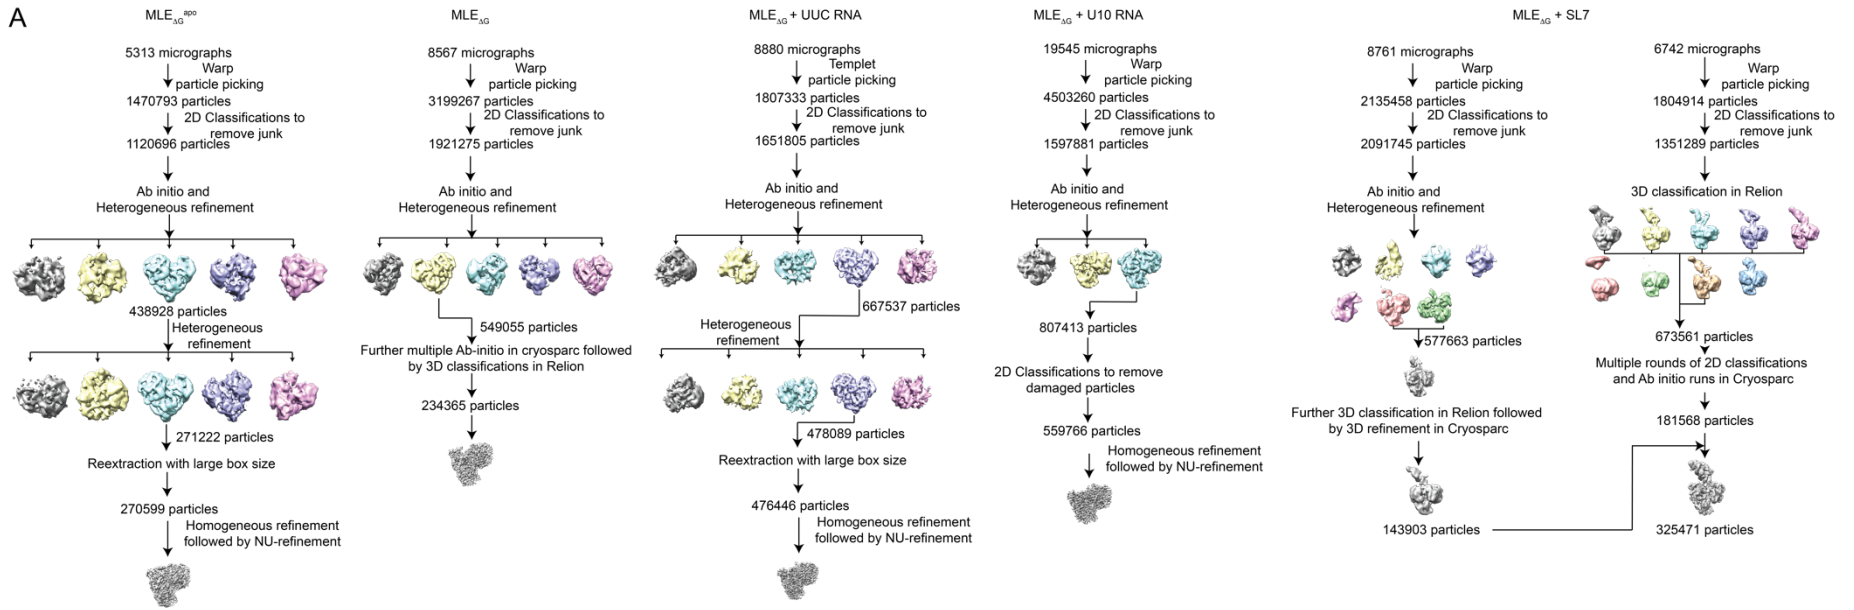 A
MLEΔG apo
5313 micrographs
Warp
particle picking
1470793 particles
2D Classifications to
remove junk
1120696 particles
Ab initio and
Heterogeneous refinement
438928 particles
Heterogeneous
refinement
271222 particles
Reextraction with large box size
270599 particles
Homogeneous refinement
followed by NU-refinement
MLEΔG
8567 micrographs
Warp
particle picking
3199267 particles
2D Classifications to
remove junk
1921275 particles
Ab initio and
Heterogeneous refinement
549055 particles
Further multiple Ab-initio in cryosparc followed
by 3D classifications in Relion
234365 particles
MLEΔG + UUC RNA
8880 micrographs
Templet
particle picking
1807333 particles
2D Classifications to
remove junk
1651805 particles
Ab initio and
Heterogeneous refinement
667537 particles
Heterogeneous
refinement
478089 particles
Reextraction with large box size
476446 particles
Homogeneous refinement
followed by NU-refinement
MLEΔG + U10 RNA
19545 micrographs
Warp
particle picking
4503260 particles
2D Classifications to
remove junk
1597881 particles
Ab initio and
Heterogeneous refinement
807413 particles
2D Classifications to remove
damaged particles
559766 particles
Homogeneous refinement
followed by NU-refinement
MLEΔG + SL7
8761 micrographs
Warp
particle picking
2135458 particles
2D Classifications to
remove junk
2091745 particles
Ab initio and
Heterogeneous refinement
577663 particles
Further 3D classification in Relion followed
by 3D refinement in Cryosparc
143903 particles
6742 micrographs
Warp
particle picking
1804914 particles
2D Classifications to
remove junk
1351289 particles
3D classification in Relion
673561 particles
Multiple rounds of 2D classifications
and Ab initio runs in Cryosparc
181568 particles
325471 particles